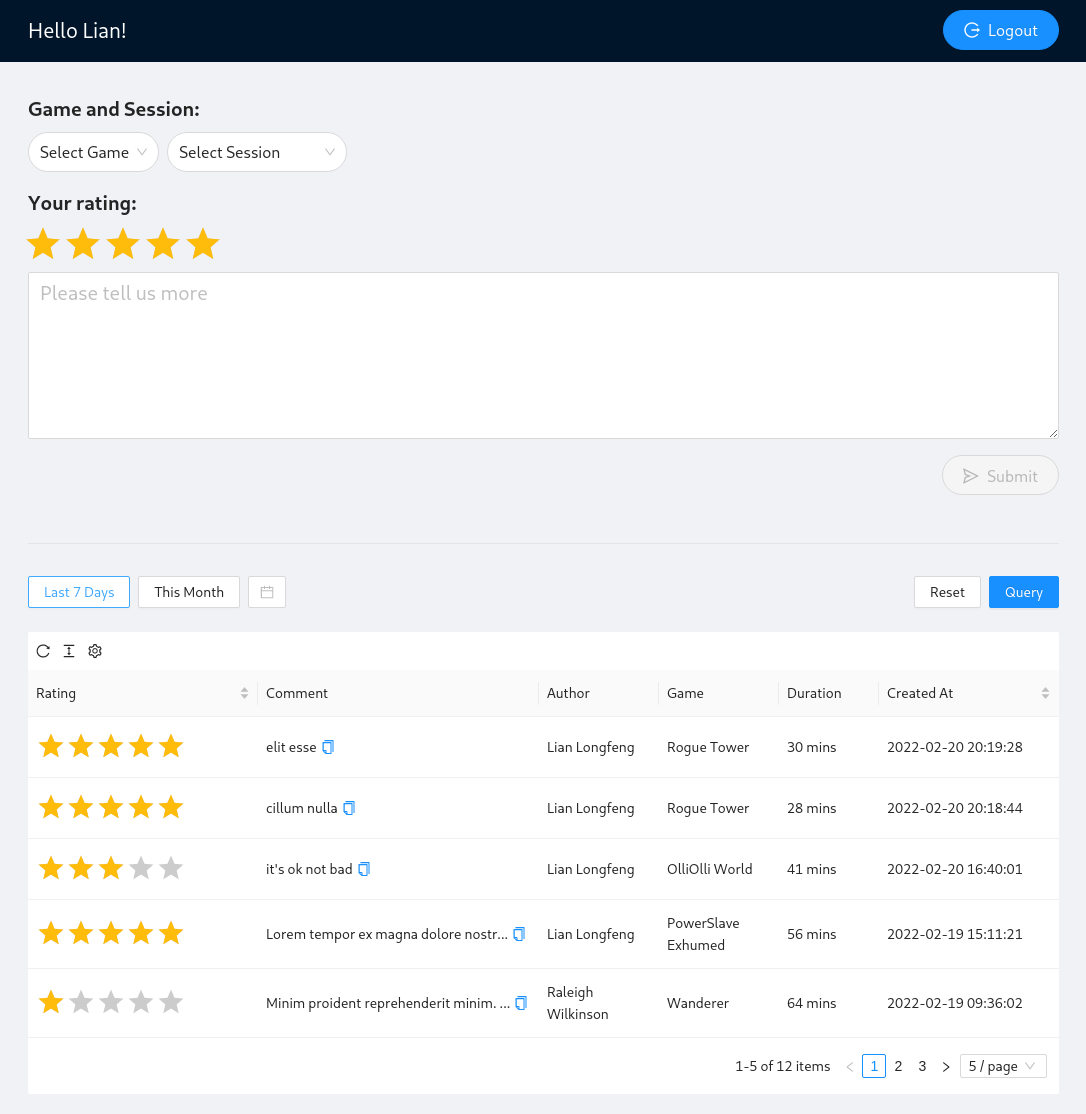 Hello Lian!
Logout
Game and Session:
Select Game
Select Session
Your rating:
Please tell us more
Submit
Last 7 Days
This Month
Reset
Query
Rating
Comment
Author
Game
Duration
Created At
elit esse
Lian Longfeng
Rogue Tower
30 mins
2022-02-20 20:19:28
cillum nulla
Lian Longfeng
Rogue Tower
28 mins
2022-02-20 20:18:44
it's ok not bad
Lian Longfeng
OlliOlli World
41 mins
2022-02-20 16:40:01
Lorem tempor ex magna dolore nostr...
Lian Longfeng
PowerSlave
Exhumed
56 mins
2022-02-19 15:11:21
Minim proident reprehenderit minim. ...
Raleigh
Wilkinson
Wanderer
64 mins
2022-02-19 09:36:02
1-5 of 12 items
1
2
3
5 / page